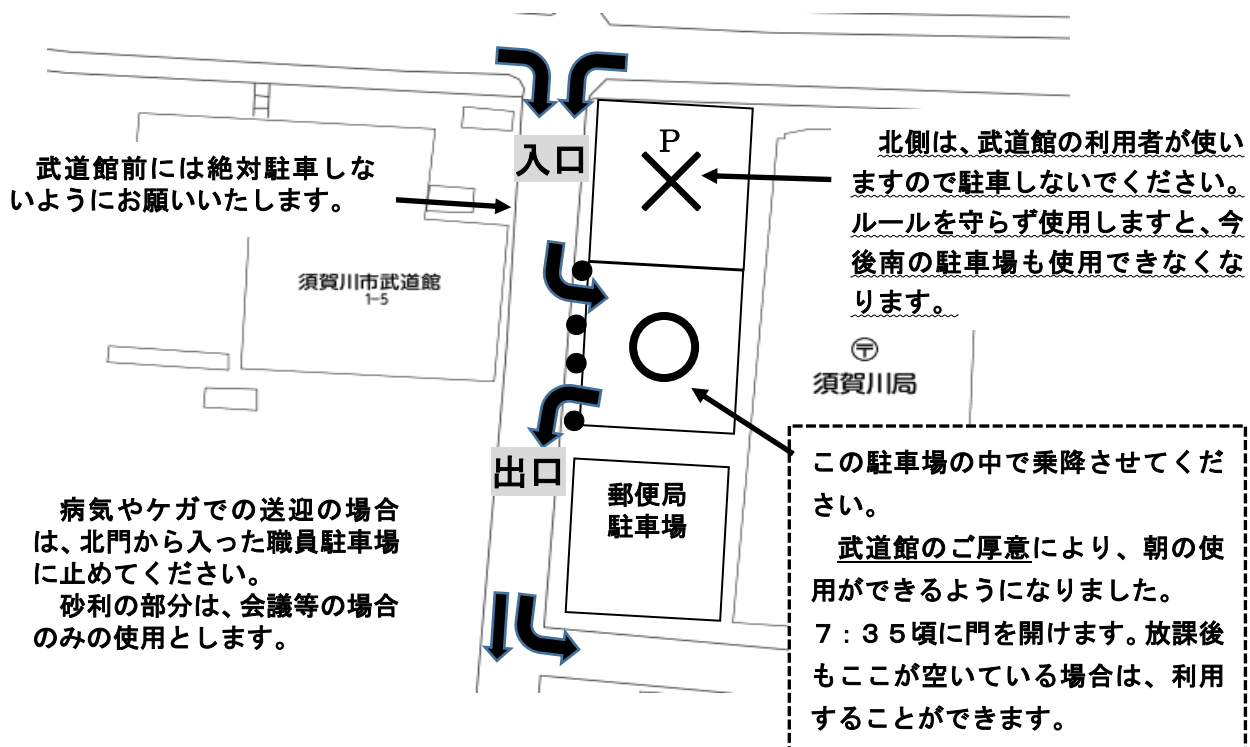 P
入口
武道館前には絶対駐車しな
いようにお願いいたします。
北側は、武道館の利用者が使い
ますので駐車しないでください。
ルールを守らず使用しますと、今
後南の駐車場も使用できなくな
ります。
須賀川市武道館
1-5
〒
須賀川局
出口
郵便局
駐車場
病気やケガでの送迎の場合
は、北門から入った職員駐車場
に止めてください。
砂利の部分は、会議等の場合
のみの使用とします。
この駐車場の中で乗降させてくだ
さい。
武道館のご厚意により、朝の使
用ができるようになりました。
7:35頃に門を開けます。放課後
もここが空いている場合は、利用
することができます。